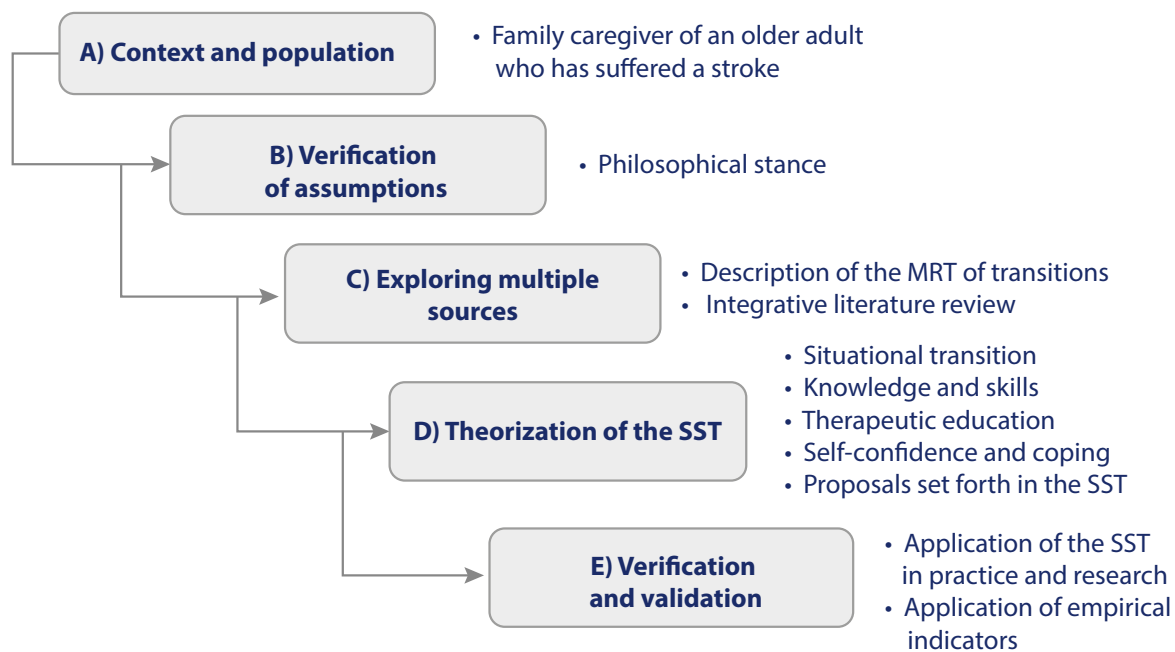 A) Context and population
• Family caregiver of an older adult
who has suffered a stroke
B) Verification
of assumptions
• Philosophical stance
C) Exploring multiple
sources
• Description of the MRT of transitions
• Integrative literature review
D) Theorization of the SST
• Situational transition
• Knowledge and skills
• Therapeutic education
• Self-confidence and coping
• Proposals set forth in the SST
E) Verification
and validation
• Application of the SST
in practice and research
• Application of empirical
indicators